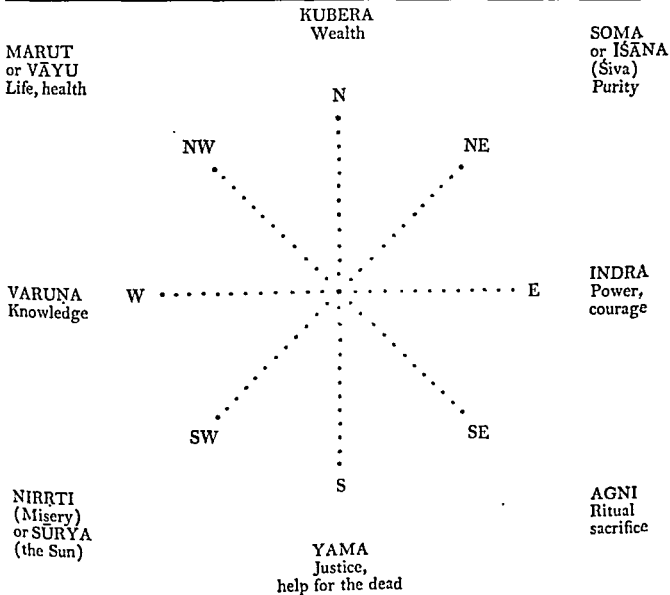 KUBERA
Wealth
MARUT
or VĀYU
Life, health
SOMA
or ĪŚĀNA
(Śiva)
Purity
N
NW
NE
VARUṆA
Knowledge
W
E
INDRA
Power,
courage
SW
SE
S
NIRṚTI
(Misery)
or SŪRYA
(the Sun)
YAMA
Justice,
help for the dead
AGNI
Ritual
sacrifice